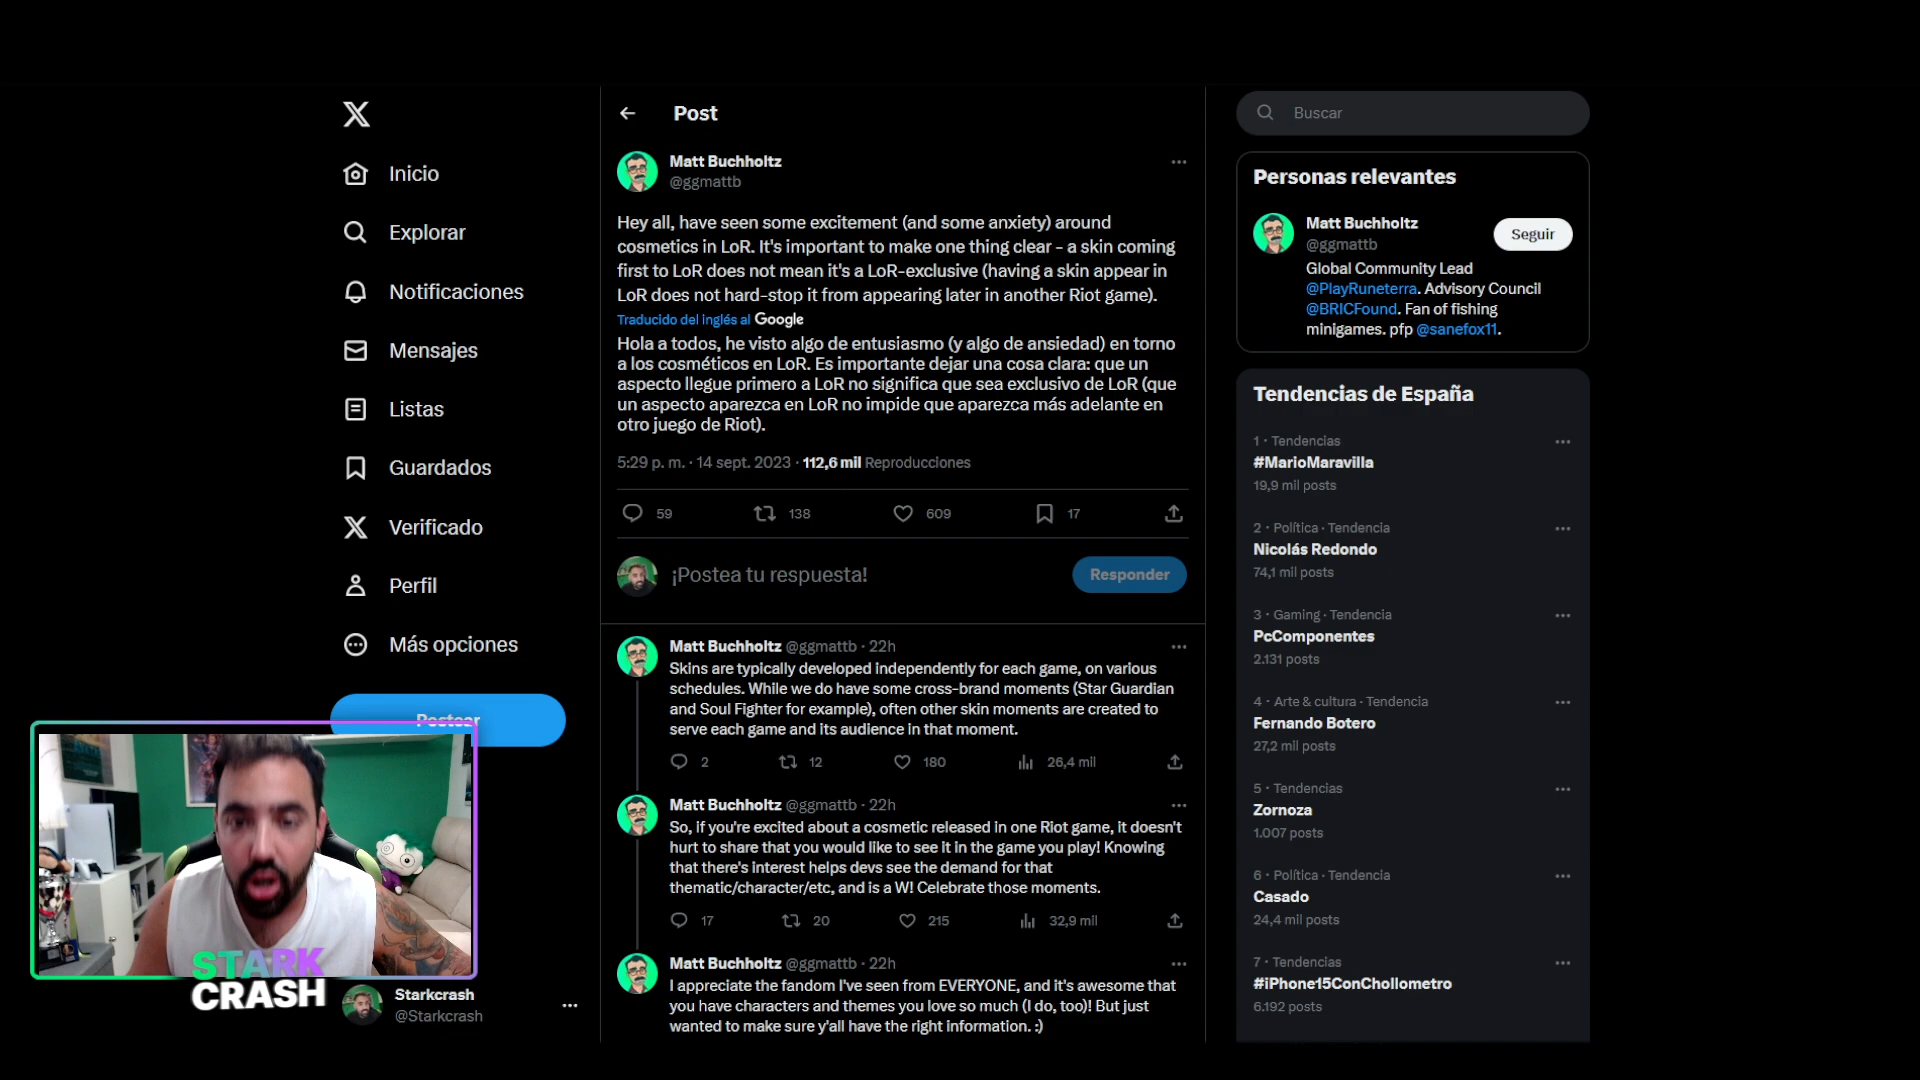 Inicio
Explorar
Notificaciones
Mensajes
Listas
Guardados
Verificado
Perfil
Más opciones
Postear
STARK
CRASH
Starkcrash
@Starkcrash
Post
Matt Buchholtz
@ggmattb
Hey all, have seen some excitement (and some anxiety) around
cosmetics in LoR. It's important to make one thing clear - a skin coming
first to LoR does not mean it's a LoR-exclusive (having a skin appear in
LoR does not hard-stop it from appearing later in another Riot game).
Traducido del inglés al Google
Hola a todos, he visto algo de entusiasmo (y algo de ansiedad) en torno
a los cosméticos en LoR. Es importante dejar una cosa clara: que un
aspecto llegue primero a LoR no significa que sea exclusivo de LoR (que
un aspecto aparezca en LoR no impide que aparezca más adelante en
otro juego de Riot).
5:29 p. m. · 14 sept. 2023 · 112,6 mil Reproducciones
59 138 609 17
¡Postea tu respuesta!
Responder
Matt Buchholtz @ggmattb · 22h
Skins are typically developed independently for each game, on various
schedules. While we do have some cross-brand moments (Star Guardian
and Soul Fighter for example), often other skin moments are created to
serve each game and its audience in that moment.
2 12 180 26,4 mil
Matt Buchholtz @ggmattb · 22h
So, if you're excited about a cosmetic released in one Riot game, it doesn't
hurt to share that you would like to see it in the game you play! Knowing
that there's interest helps devs see the demand for that
thematic/character/etc, and is a W! Celebrate those moments.
17 20 215 32,9 mil
Matt Buchholtz @ggmattb · 22h
I appreciate the fandom I've seen from EVERYONE, and it's awesome that
you have characters and themes you love so much (I do, too)! But just
wanted to make sure y'all have the right information. :)
Buscar
Personas relevantes
Matt Buchholtz
@ggmattb
Seguir
Global Community Lead
@PlayRuneterra. Advisory Council
@BRICFound. Fan of fishing
minigames. pfp @sanefox11.
Tendencias de España
1 · Tendencias
#MarioMaravilla
19,9 mil posts
2 · Política · Tendencia
Nicolás Redondo
74,1 mil posts
3 · Gaming · Tendencia
PcComponentes
2.131 posts
4 · Arte & cultura · Tendencia
Fernando Botero
27,2 mil posts
5 · Tendencias
Zornoza
1.007 posts
6 · Política · Tendencia
Casado
24,4 mil posts
7 · Tendencias
#iPhone15ConChollometro
6.192 posts